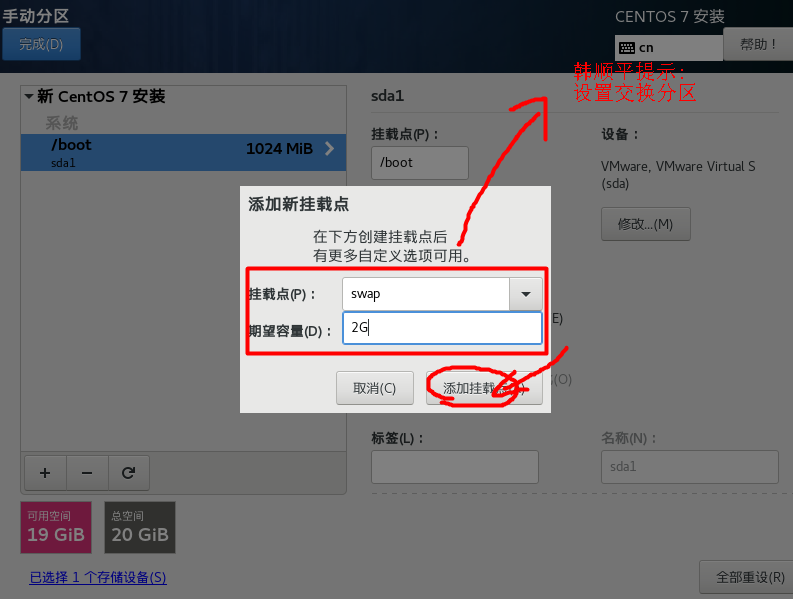 手动分区
CENTOS 7 安装
完成(D)
cn
帮助！
韩顺平提示:
设置交换分区
新 CentOS 7 安装
系统
/boot
1024 MiB
sda1
sda1
挂载点(P)：
/boot
设备：
VMware, VMware Virtual S
(sda)
修改...(M)
添加新挂载点
在下方创建挂载点后
有更多自定义选项可用。
挂载点(P)：
swap
期望容量(D)：
2G
取消(C)
添加挂载
E)
(O)
标签(L)：
名称(N)：
sda1
可用空间
19 GiB
总空间
20 GiB
已选择 1 个存储设备(S)
全部重设(R)